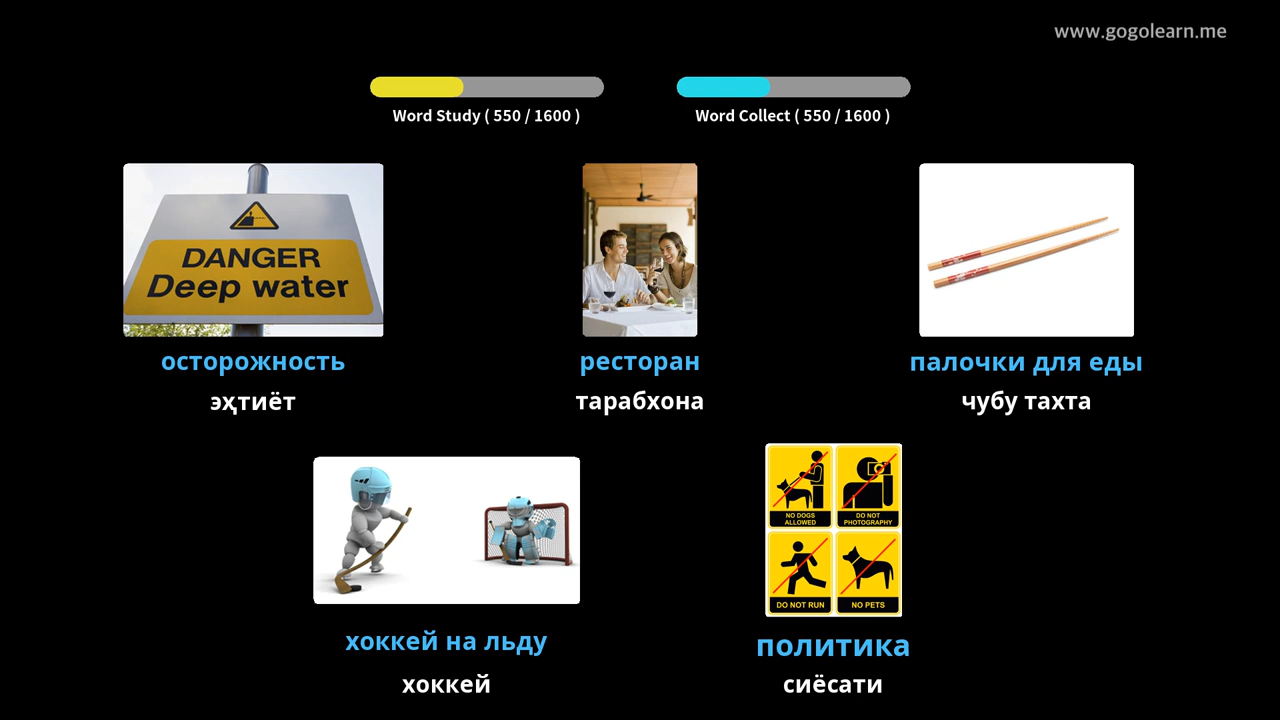 www.gogolearn.me
Word Study ( 550 / 1600 )
Word Collect ( 550 / 1600 )
DANGER
Deep water
осторожность
эҳтиёт
ресторан
тарабхона
палочки для еды
чубу тахта
хоккей на льду
хоккей
NO DOGS
ALLOWED
DO NOT
PHOTOGRAPHY
DO NOT RUN
NO PETS
политика
сиёсати